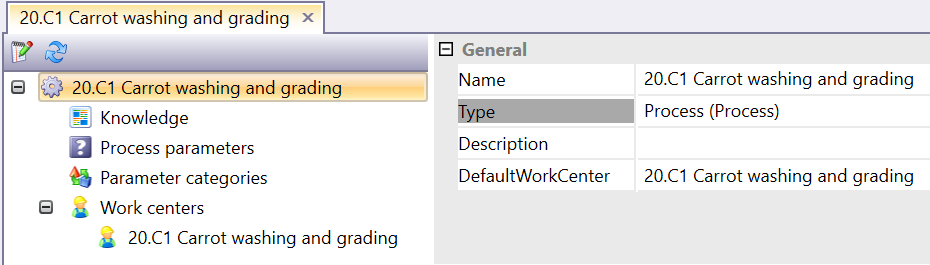 20.C1 Carrot washing and grading
20.C1 Carrot washing and grading
Knowledge
Process parameters
Parameter categories
Work centers
20.C1 Carrot washing and grading
General
Name 20.C1 Carrot washing and grading
Type Process (Process)
Description
DefaultWorkCenter 20.C1 Carrot washing and grading